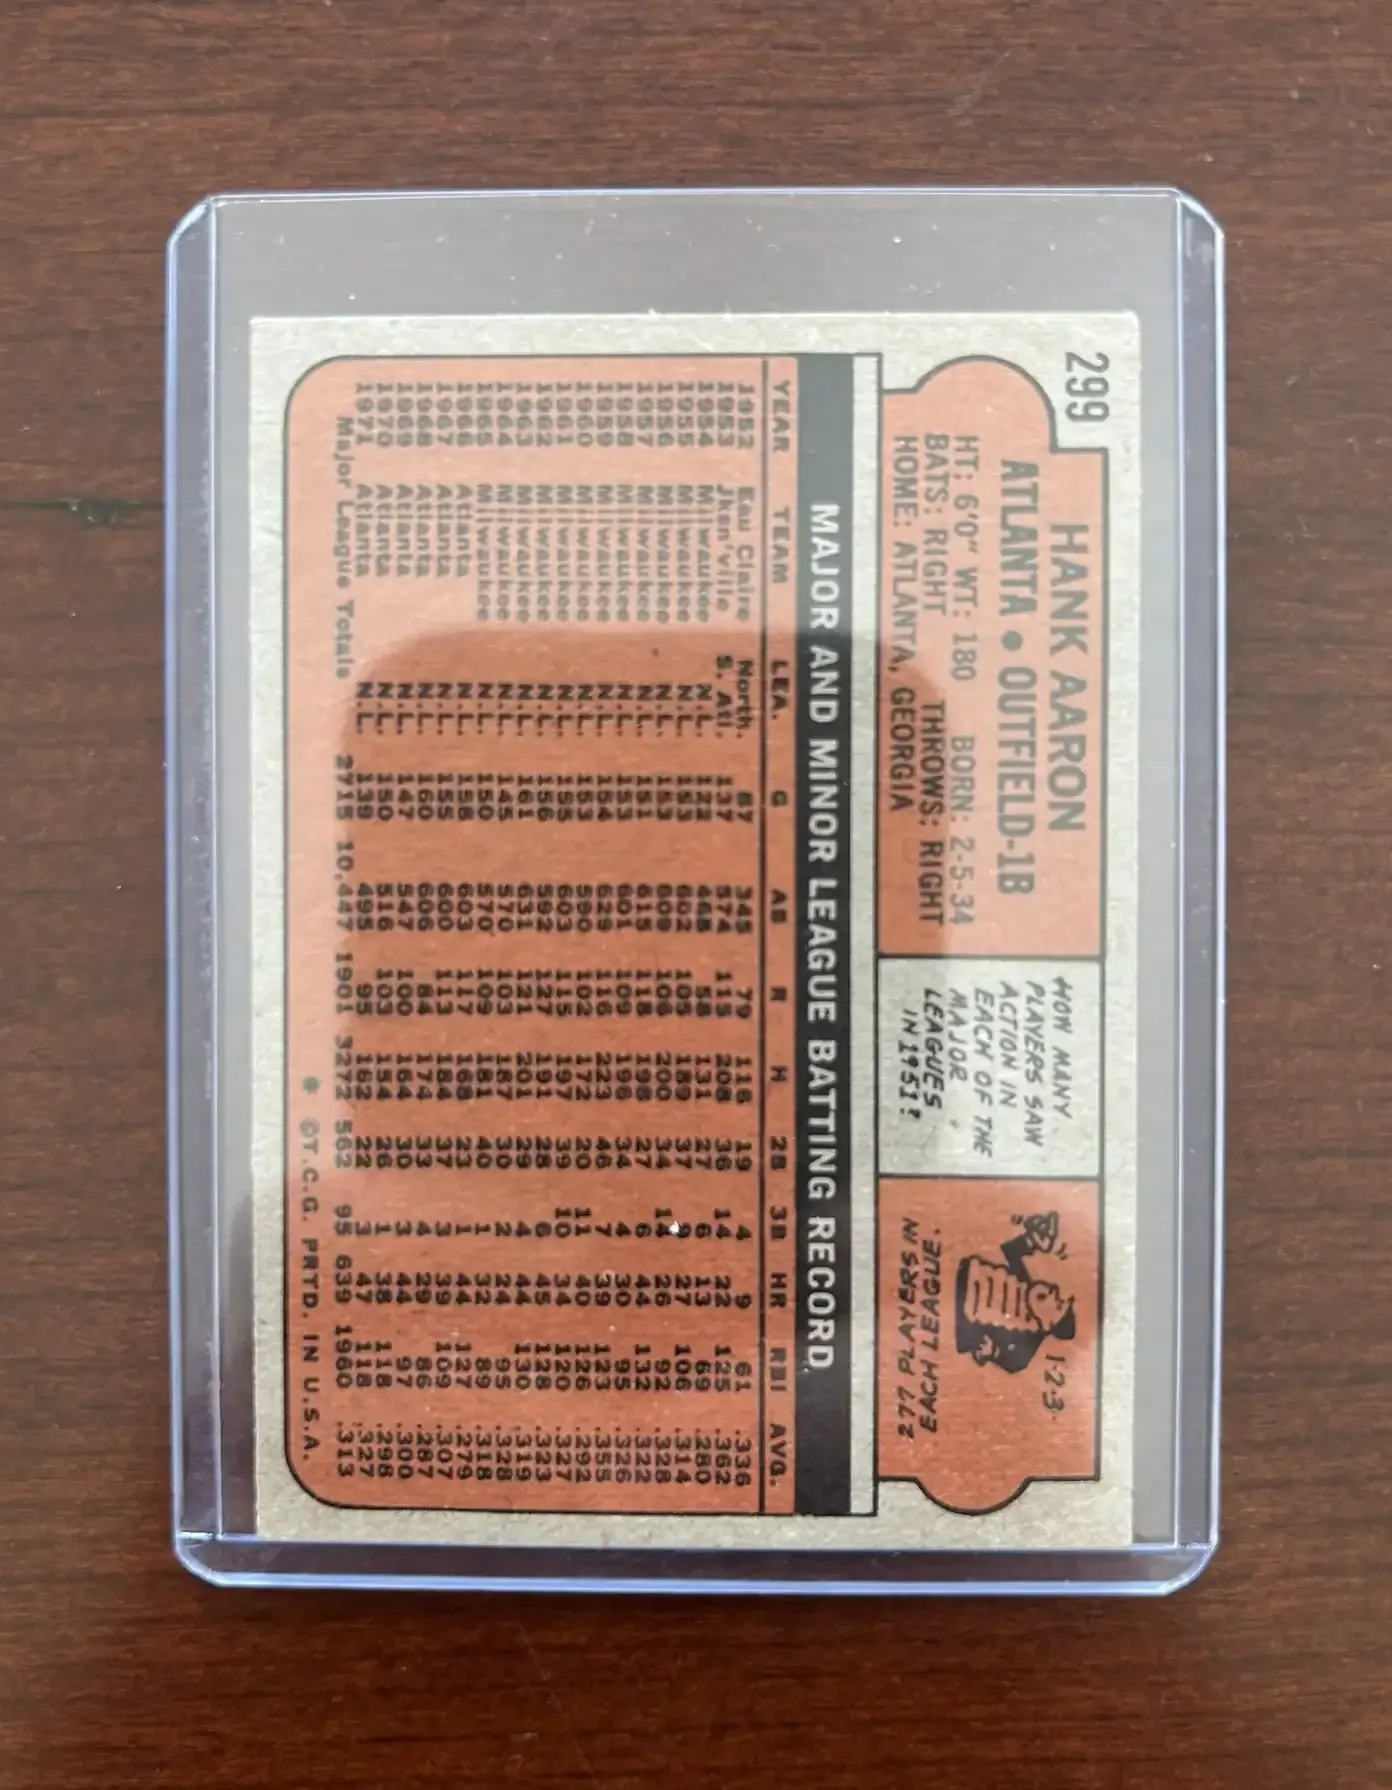 299
HANK AARON
ATLANTA • OUTFIELD-1B
HT: 6'0" WT: 180 BORN: 2-5-34
BATS: RIGHT THROWS: RIGHT
HOME: ATLANTA, GEORGIA
HOW MANY
PLAYERS SAW
ACTION IN
EACH OF THE
MAJOR
LEAGUES
IN 1951?
1-2-3-
277 PLAYERS IN
EACH LEAGUE.
MAJOR AND MINOR LEAGUE BATTING RECORD
YEAR TEAM LEA. G AB R H 2B 3B HR RBI AVG.
1952 Eau Claire North. 87 345 79 116 19 4 9 61 .336
1953 Jksn'vile S. Atl. 137 574 115 208 36 14 22 125 .362
1954 Milwaukee N.L. 122 468 58 131 27 6 13 69 .280
1955 Milwaukee N.L. 153 602 105 189 37 9 27 106 .314
1956 Milwaukee N.L. 153 609 106 200 34 14 26 92 .328
1957 Milwaukee N.L. 151 615 118 198 27 6 44 132 .322
1958 Milwaukee N.L. 153 601 109 196 34 4 30 95 .326
1959 Milwaukee N.L. 154 629 116 223 46 7 39 123 .355
1960 Milwaukee N.L. 153 590 102 172 20 11 40 126 .292
1961 Milwaukee N.L. 155 603 115 197 39 10 34 120 .327
1962 Milwaukee N.L. 156 592 127 191 28 6 45 128 .323
1963 Milwaukee N.L. 161 631 121 201 29 4 44 130 .319
1964 Milwaukee N.L. 145 570 103 187 30 2 24 95 .328
1965 Milwaukee N.L. 150 570 109 181 40 1 32 89 .318
1966 Atlanta N.L. 158 603 117 168 23 1 44 127 .279
1967 Atlanta N.L. 155 600 113 184 37 3 39 109 .307
1968 Atlanta N.L. 160 606 84 174 33 4 29 86 .287
1969 Atlanta N.L. 147 547 100 164 30 3 44 97 .300
1970 Atlanta N.L. 150 516 103 154 26 1 38 118 .298
1971 Atlanta N.L. 139 495 95 162 22 3 47 118 .327
Major League Totals 2715 10,447 1901 3272 562 95 639 1960 .313
* ©T.C.G. PRTD. IN U.S.A.